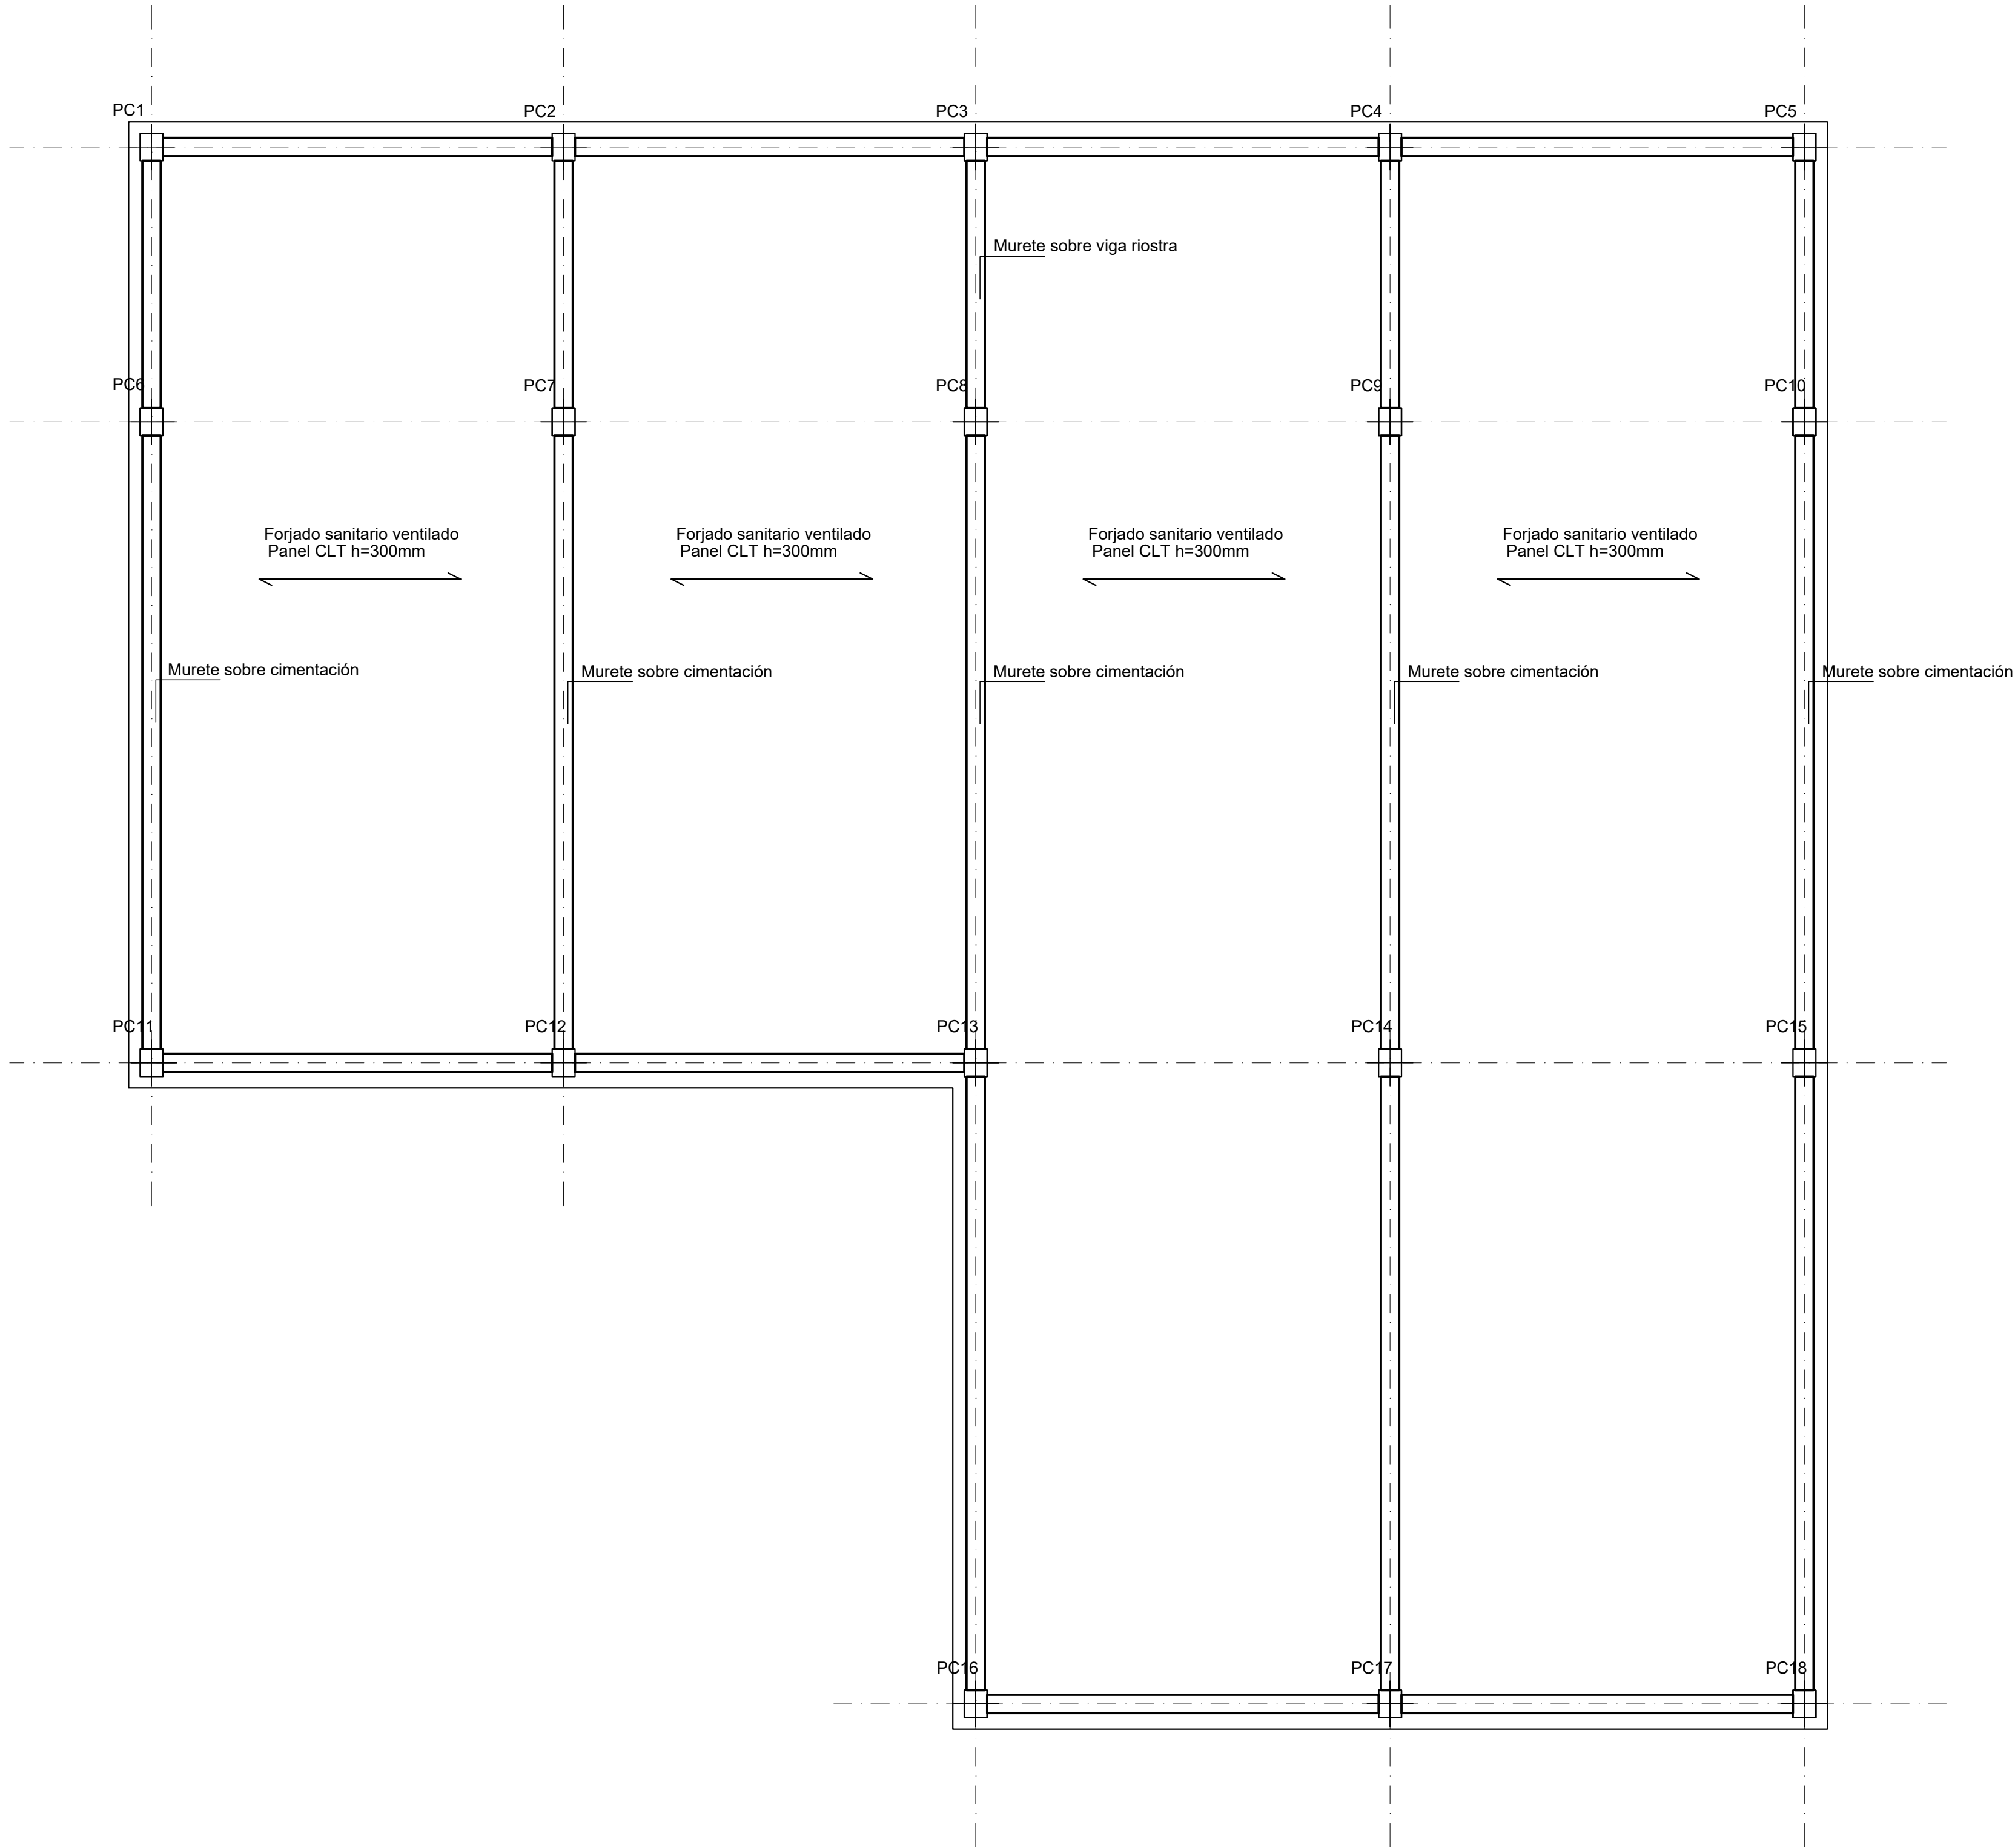 PC1
PC2
PC3
PC4
PC5
Murete sobre viga riostra
PC6
PC7
PC8
PC9
PC10
Forjado sanitario ventilado
Panel CLT h=300mm
Forjado sanitario ventilado
Panel CLT h=300mm
Forjado sanitario ventilado
Panel CLT h=300mm
Forjado sanitario ventilado
Panel CLT h=300mm
Murete sobre cimentación
Murete sobre cimentación
Murete sobre cimentación
Murete sobre cimentación
Murete sobre cimentación
PC11
PC12
PC13
PC14
PC15
PC16
PC17
PC18